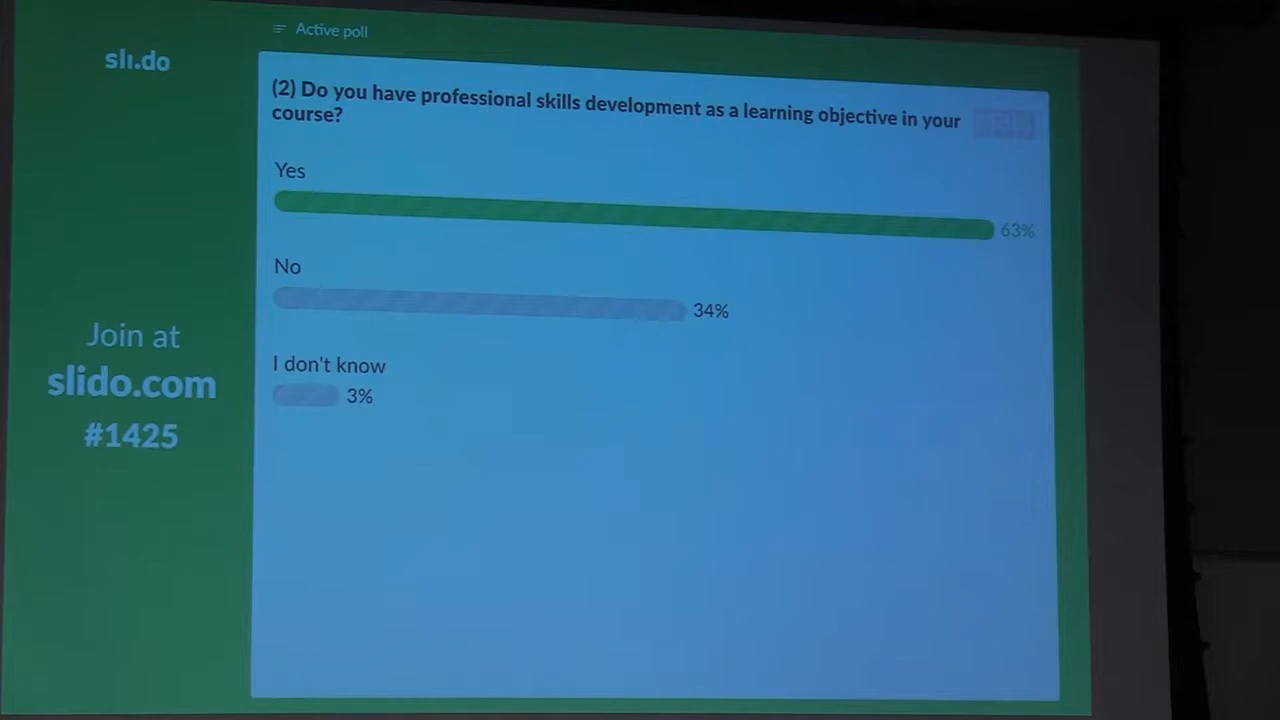 sli.do
Active poll
(2) Do you have professional skills development as a learning objective in your
course?
Yes
63%
No
34%
I don't know
3%
Join at
slido.com
#1425